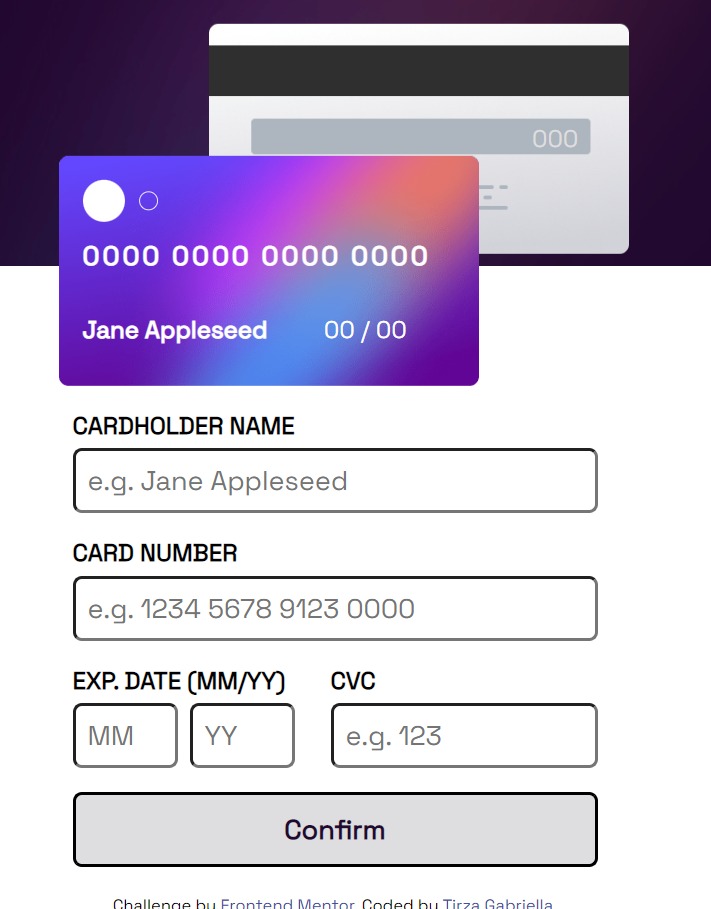 000
0000 0000 0000 0000
Jane Appleseed 00/00
CARDHOLDER NAME
e.g. Jane Appleseed
CARD NUMBER
e.g. 1234 5678 9123 0000
EXP. DATE (MM/YY) CVC
MM YY e.g. 123
Confirm
Challenge by Frontend Mentor. Coded by Tirza Gabriella.